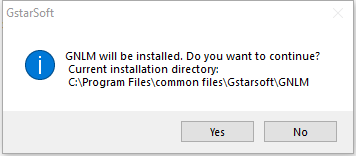 GstarSoft
GNLM will be installed. Do you want to continue?
Current installation directory:
C:\Program Files\common files\Gstarsoft\GNLM
Yes
No